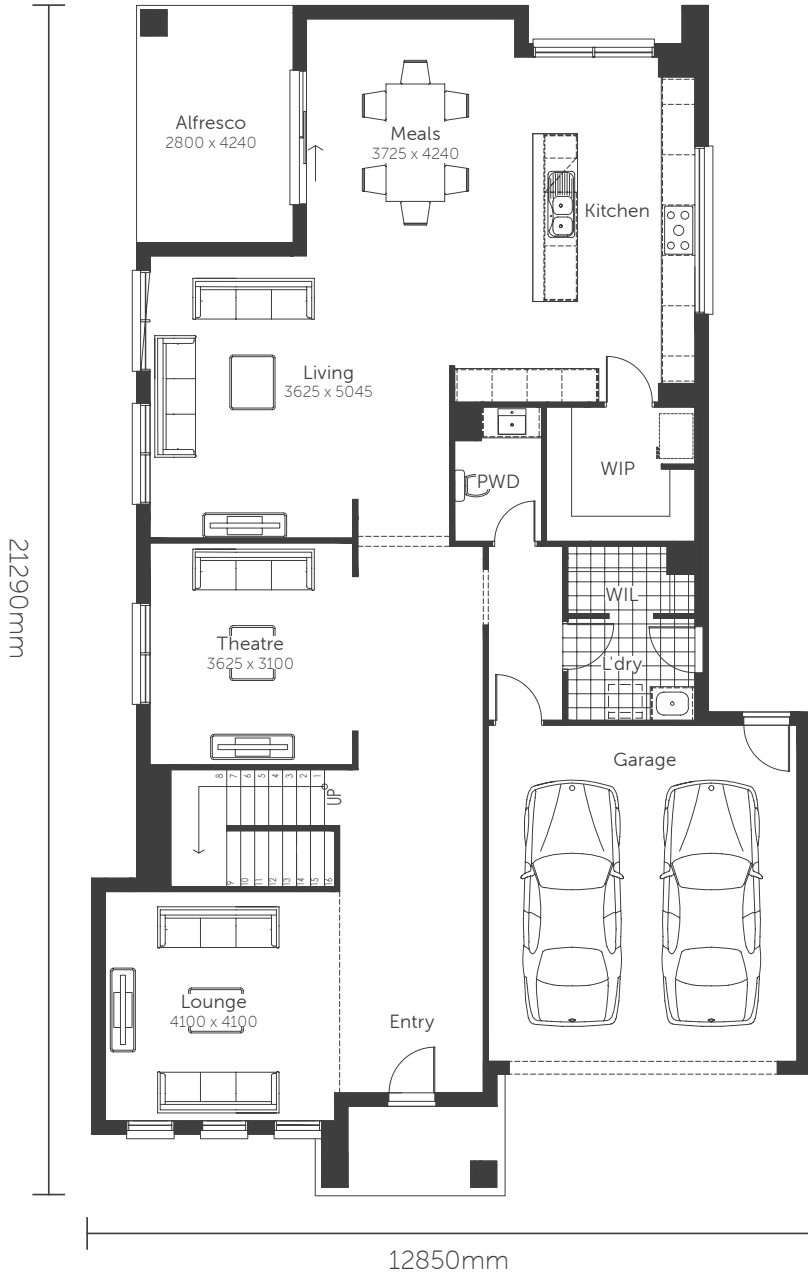 Alfresco
2800 x 4240
Meals
3725 x 4240
Kitchen
Living
3625 x 5045
PWD
WIP
WIL
L'dry
Theatre
3625 x 3100
Garage
8 7 6 5 4 3 2 1
UP
9 10 11 12 13 14 15 16
Lounge
4100 x 4100
Entry
21290mm
12850mm